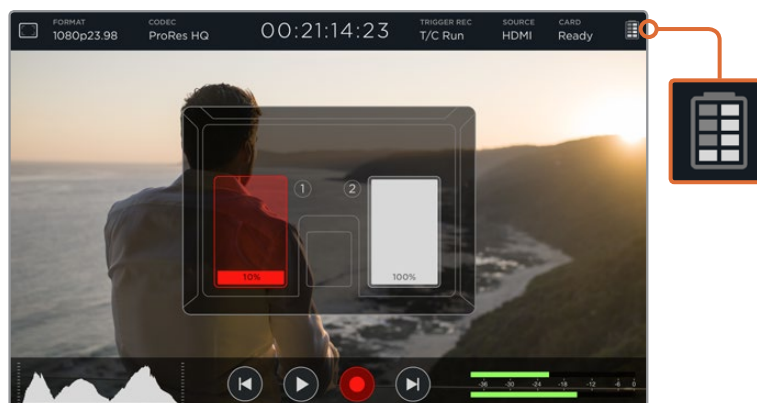 FORMAT
1080p23.98
CODEC
ProRes HQ
00:21:14:23
TRIGGER REC
T/C Run
SOURCE
HDMI
CARD
Ready
1 2
10% 100%
-36 -30 -24 -18 -12 -6 0